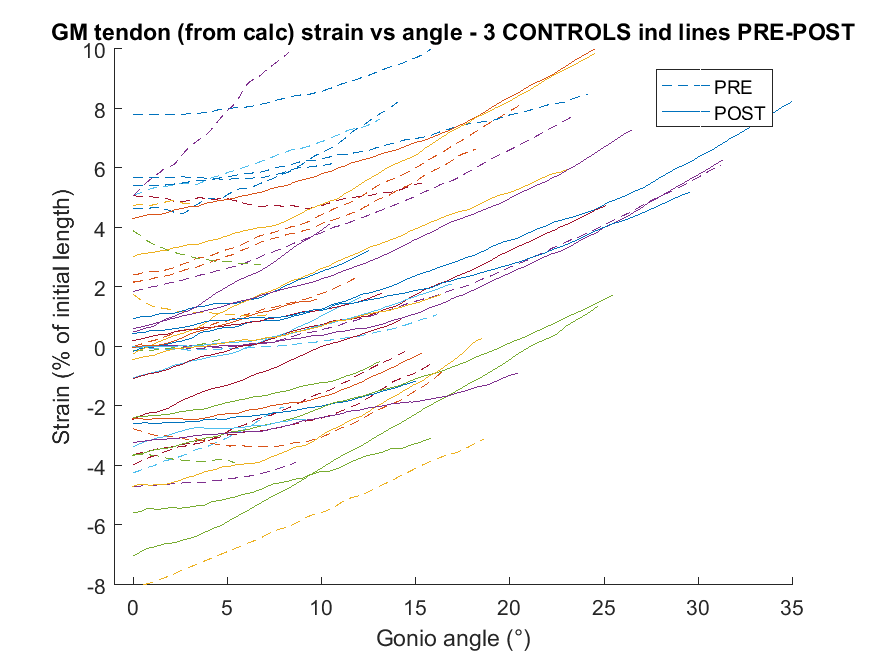 GM tendon (from calc) strain vs angle - 3 CONTROLS ind lines PRE-POST
10
8
6
4
2
0
-2
-4
-6
-8
Strain (% of initial length)
PRE
POST
0 5 10 15 20 25 30 35
Gonio angle (°)